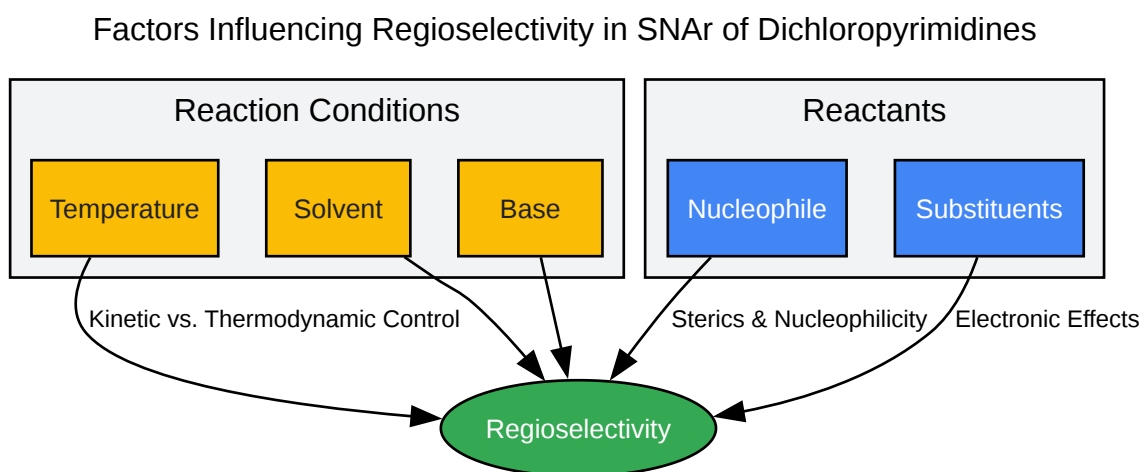 Factors Influencing Regioselectivity in SNAr of Dichloropyrimidines
Reaction Conditions
Reactants
Temperature
Solvent
Base
Nucleophile
Substituents
Kinetic vs. Thermodynamic Control
Sterics & Nucleophilicity
Electronic Effects
Regioselectivity